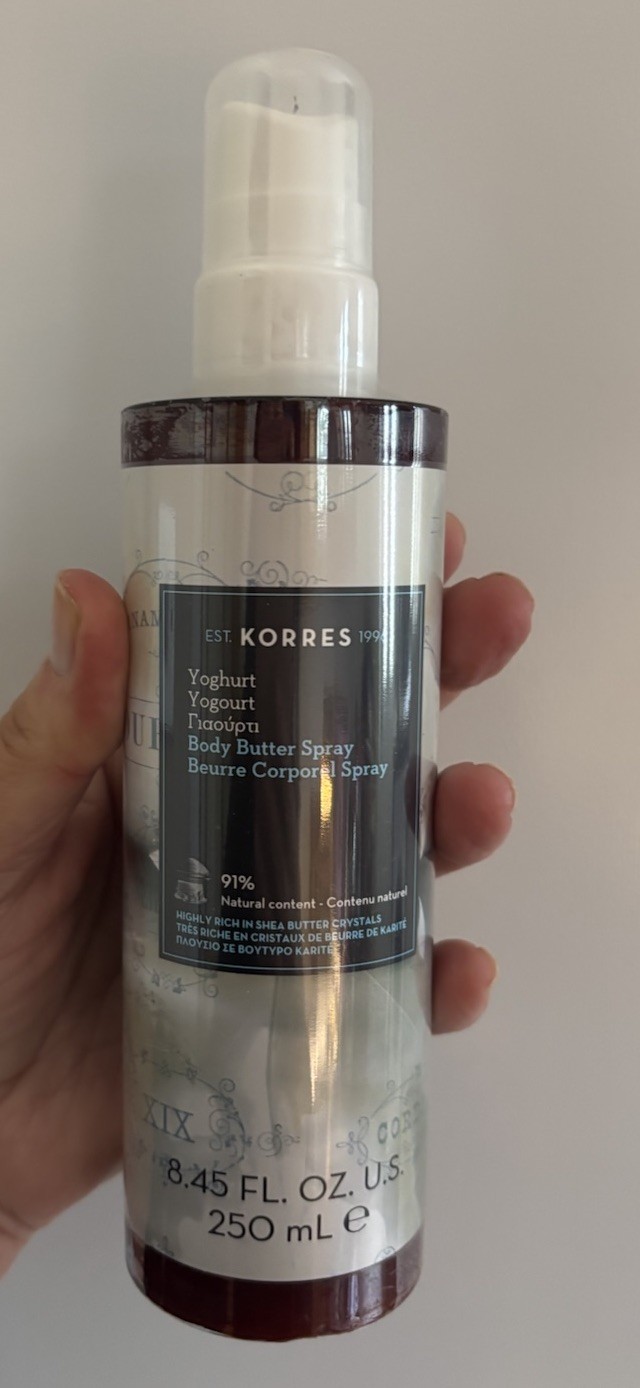 EST. KORRES 1996
Yoghurt
Yogourt
Γιαούρτι
Body Butter Spray
Beurre Corporel Spray
91%
Natural content - Contenu naturel
HIGHLY RICH IN SHEA BUTTER CRYSTALS
TRÈS RICHE EN CRISTAUX DE BEURRE DE KARITÉ
ΠΛΟΥΣΙΟ ΣΕ ΒΟΥΤΥΡΟ KARITÉ
XIX
8.45 FL. OZ. U.S.
250 mL ℮